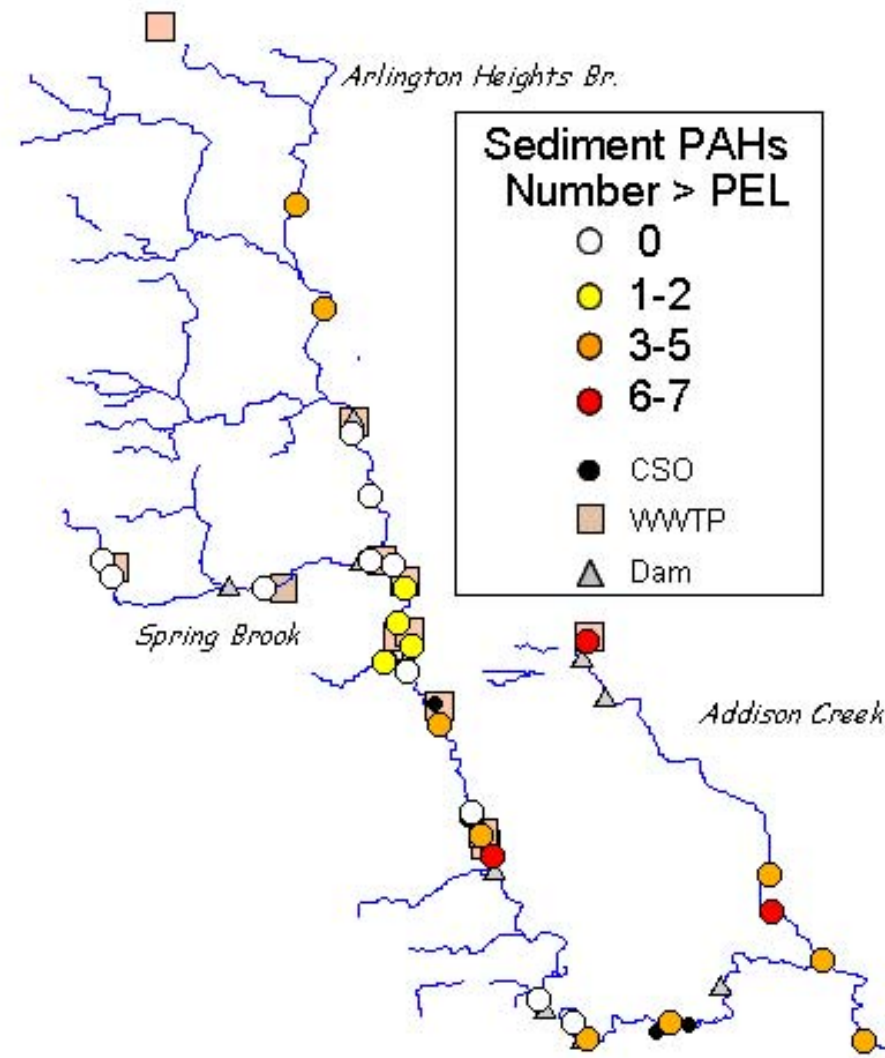 Arlington Heights Br.
Sediment PAHs
Number > PEL
0
1-2
3-5
6-7
CSO
WWTP
Dam
Spring Brook
Addison Creek